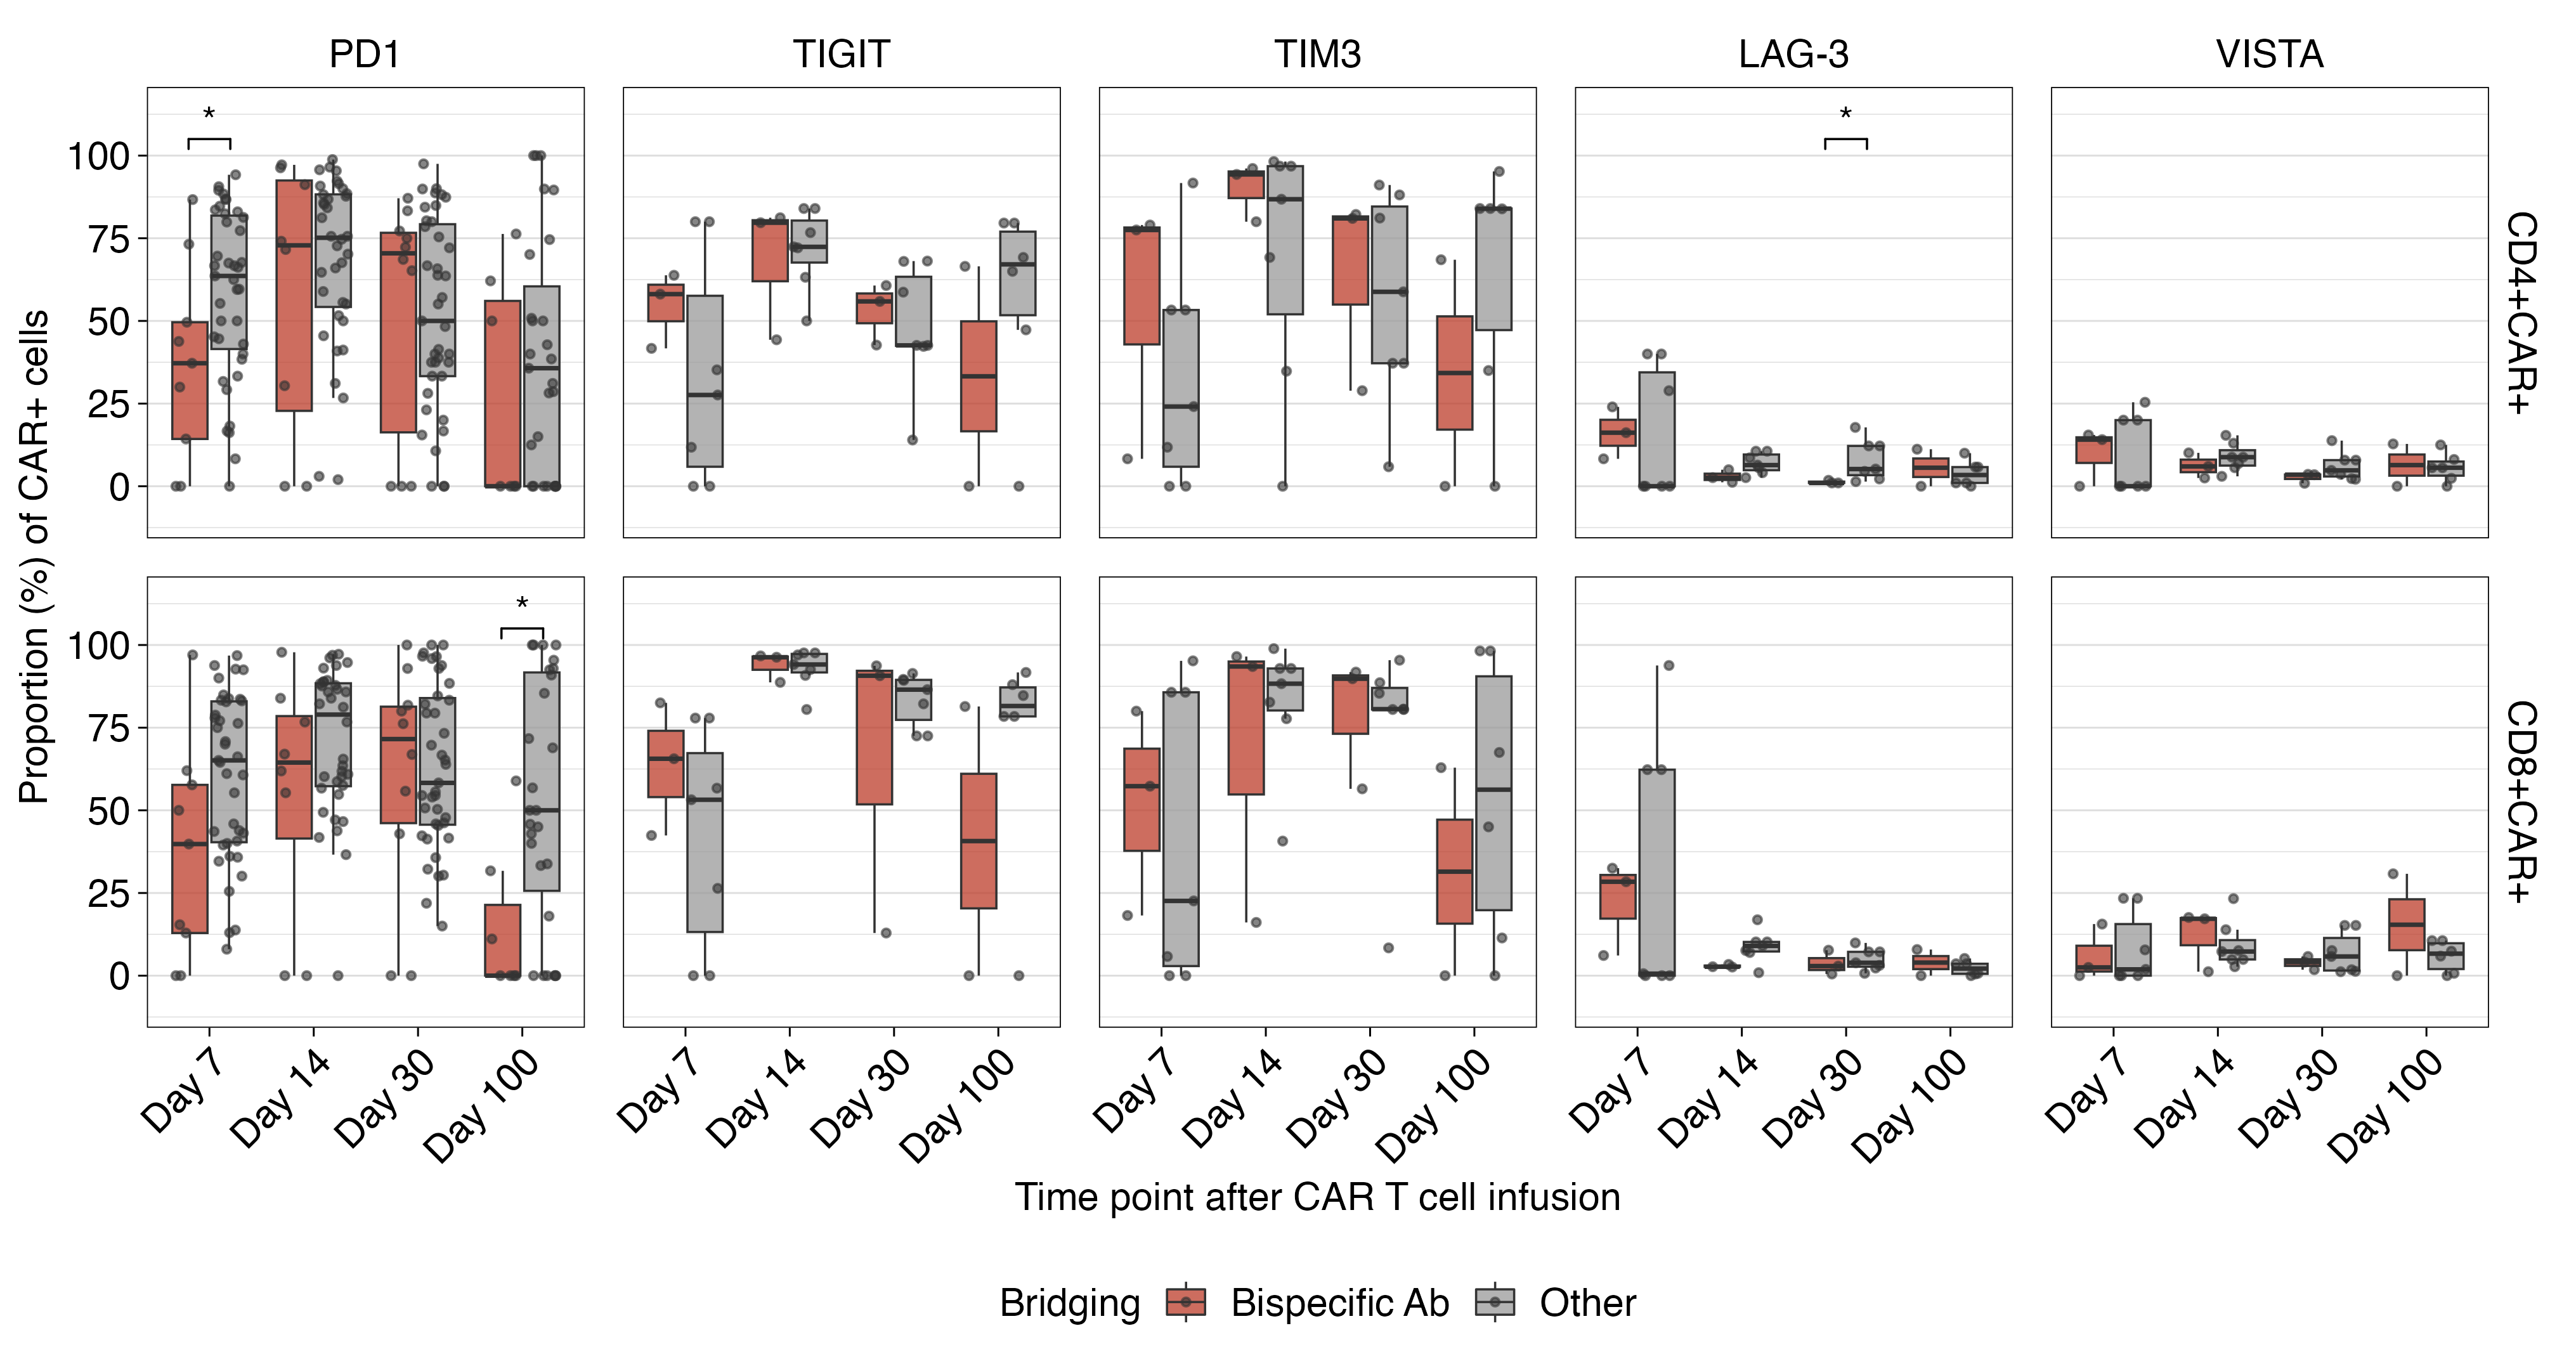 PD1 TIGIT TIM3 LAG-3 VISTA
Proportion (%) of CAR+ cells
*
*
100
75
50
25
0
CD4+CAR+
*
100
75
50
25
0
CD8+CAR+
Day 7 Day 14 Day 30 Day 100 Day 7 Day 14 Day 30 Day 100 Day 7 Day 14 Day 30 Day 100 Day 7 Day 14 Day 30 Day 100 Day 7 Day 14 Day 30 Day 100
Time point after CAR T cell infusion
Bridging Bispecific Ab Other